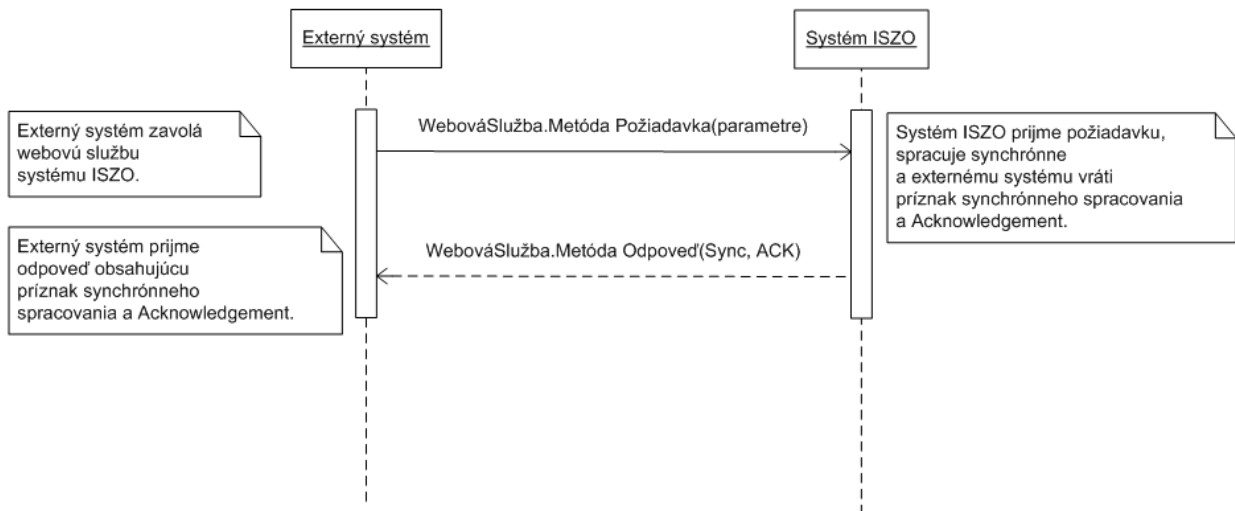 Externý systém
Systém ISZO
Externý systém zavolá
webovú službu
systému ISZO.
WebováSlužba.Metóda Požiadavka(parametre)
Systém ISZO prijme požiadavku,
spracuje synchrónne
a externému systému vráti
príznak synchrónneho spracovania
a Acknowledgement.
Externý systém prijme
odpoveď obsahujúcu
príznak synchrónneho
spracovania a Acknowledgement.
WebováSlužba.Metóda Odpoveď(Sync, ACK)